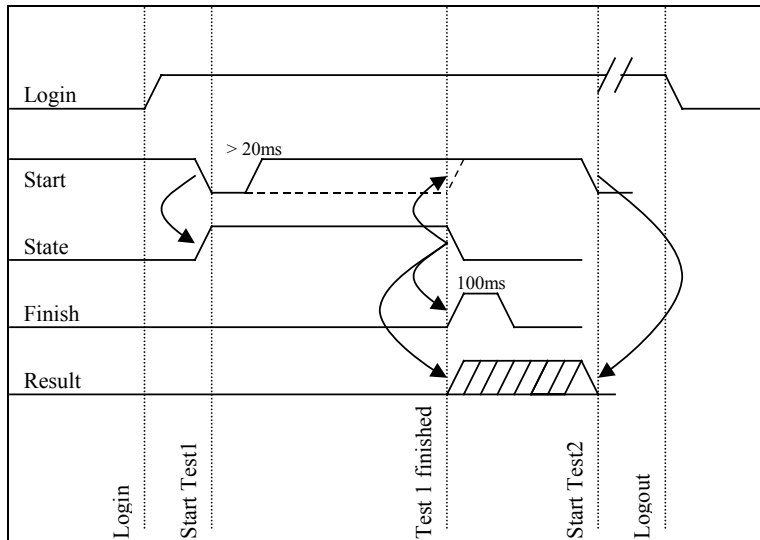 Login
> 20ms
Start
State
100ms
Finish
Result
Login
Start Test1
Test 1 finished
Start Test2
Logout